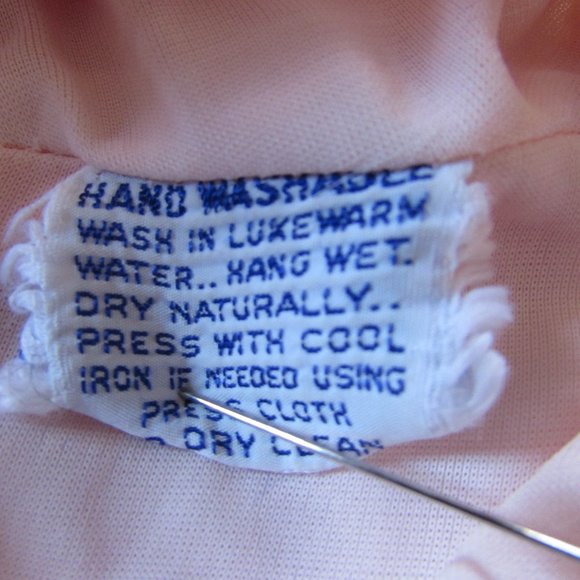 HAND WASHABLE
WASH IN LUKEWARM
WATER.. HANG WET.
DRY NATURALLY..
PRESS WITH COOL
IRON IF NEEDED USING
PRESS CLOTH
DRY CLEAN